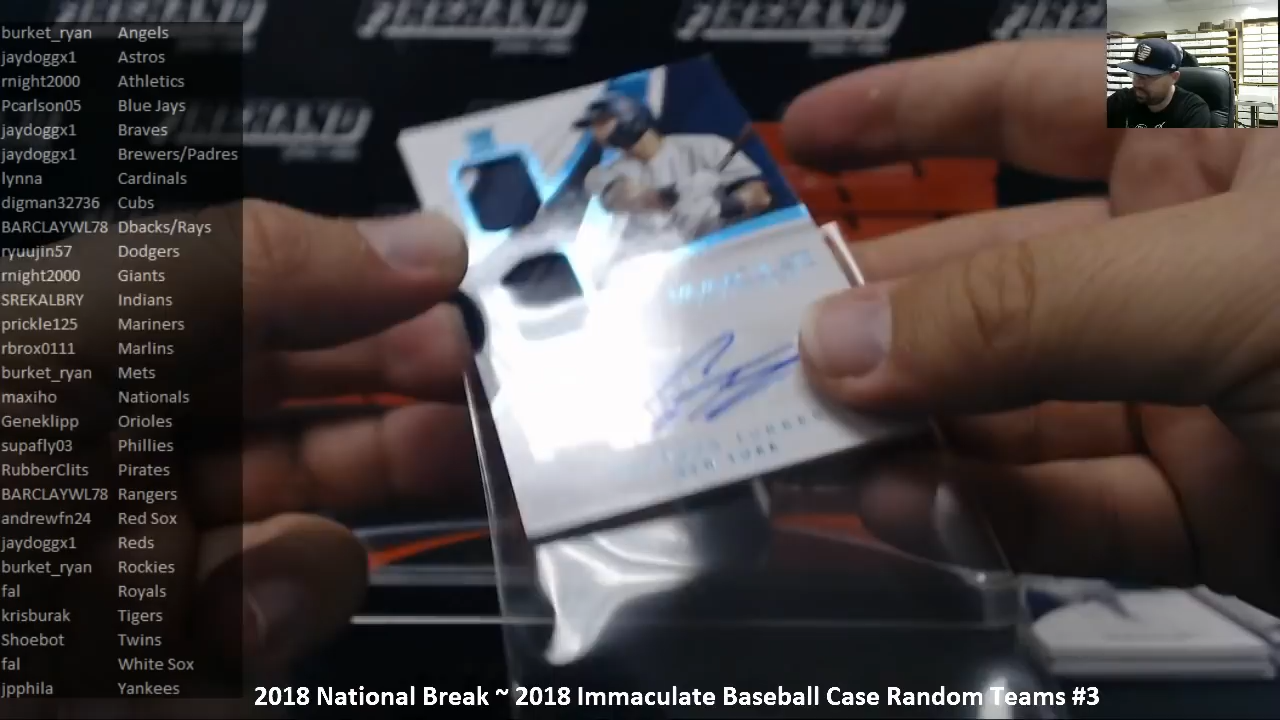 burket_ryan Angels
jaydoggx1 Astros
rnight2000 Athletics
Pcarlson05 Blue Jays
jaydoggx1 Braves
jaydoggx1 Brewers/Padres
lynna Cardinals
digman32736 Cubs
BARCLAYWL78 Dbacks/Rays
ryuujin57 Dodgers
rnight2000 Giants
SREKALBRY Indians
prickle125 Mariners
rbrox0111 Marlins
burket_ryan Mets
maxiho Nationals
Geneklipp Orioles
supafly03 Phillies
RubberClits Pirates
BARCLAYWL78 Rangers
andrewfn24 Red Sox
jaydoggx1 Reds
burket_ryan Rockies
fal Royals
krisburak Tigers
Shoebot Twins
fal White Sox
jpphila Yankees
NEW YORK
2018 National Break ~ 2018 Immaculate Baseball Case Random Teams #3